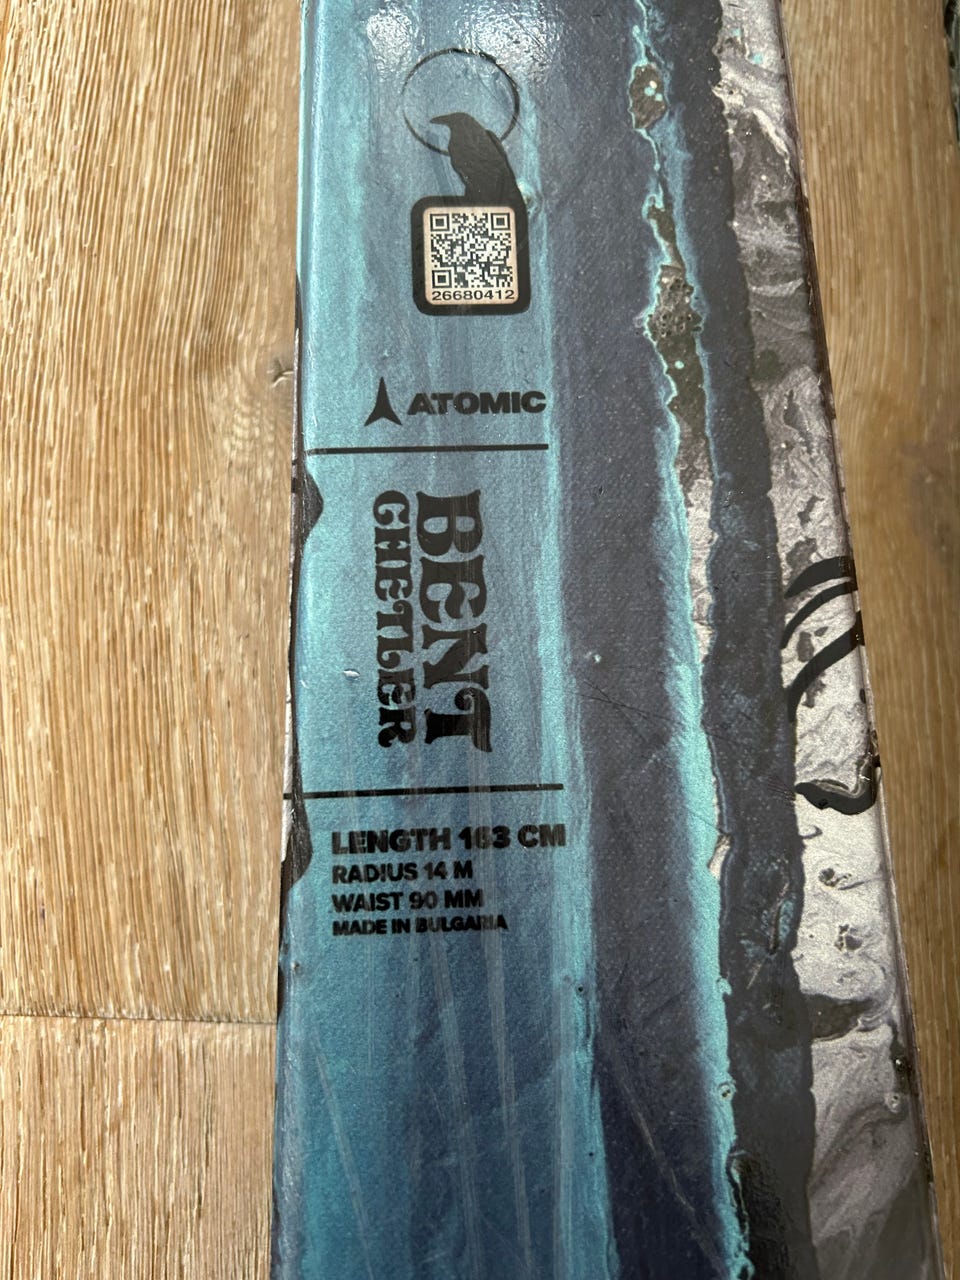 26680412
ATOMIC
BENT
CHETLER
LENGTH 163 CM
RADIUS 14 M
WAIST 90 MM
MADE IN BULGARIA